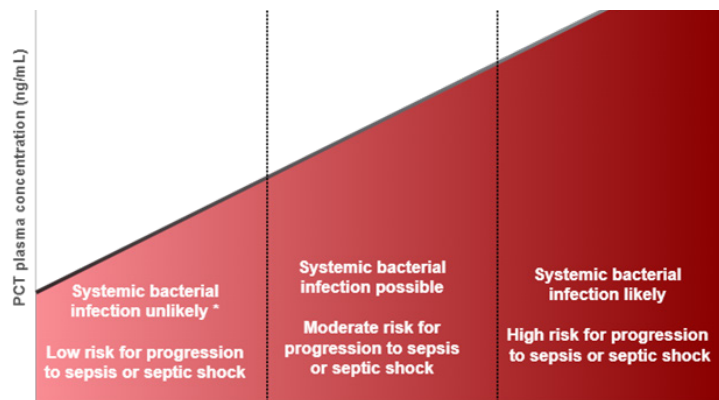 PCT plasma concentration (ng/mL)
Systemic bacterial
infection unlikely *
Low risk for progression
to sepsis or septic shock
Systemic bacterial
infection possible
Moderate risk for
progression to sepsis
or septic shock
Systemic bacterial
infection likely
High risk for progression
to sepsis or septic shock